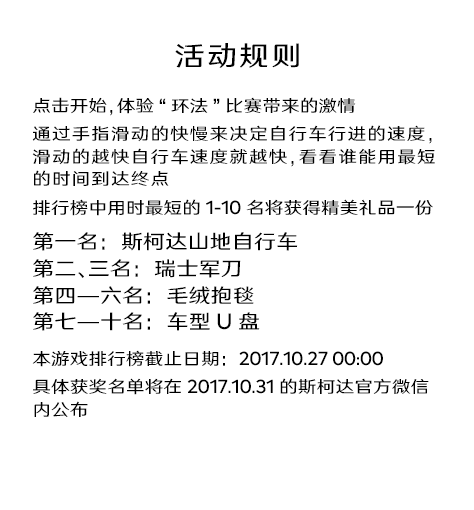 活动规则
点击开始,体验“环法”比赛带来的激情
通过手指滑动的快慢来决定自行车行进的速度,
滑动的越快自行车速度就越快,看看谁能用最短
的时间到达终点
排行榜中用时最短的 1-10 名将获得精美礼品一份
第一名：斯柯达山地自行车
第二、三名：瑞士军刀
第四—六名：毛绒抱毯
第七—十名：车型 U 盘
本游戏排行榜截止日期：2017.10.27 00:00
具体获奖名单将在 2017.10.31 的斯柯达官方微信
内公布